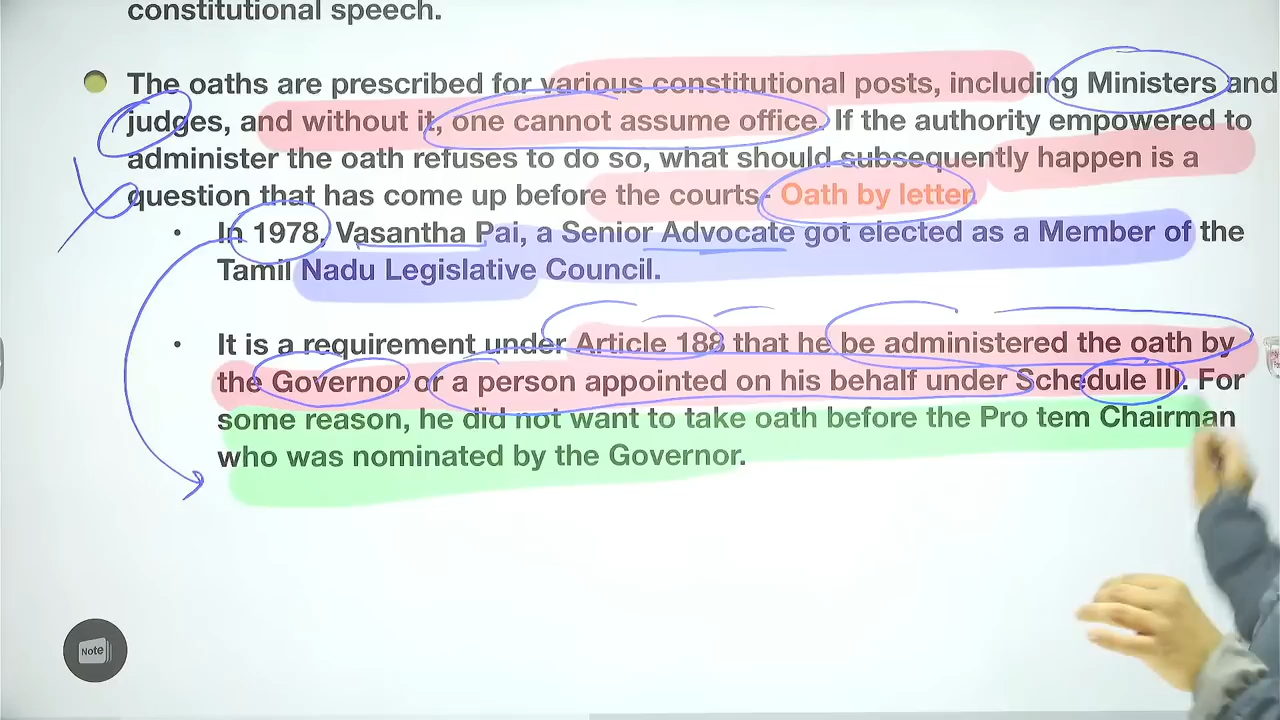 constitutional speech.
The oaths are prescribed for various constitutional posts, including Ministers and
judges, and without it, one cannot assume office. If the authority empowered to
administer the oath refuses to do so, what should subsequently happen is a
question that has come up before the courts- Oath by letter
• In 1978, Vasantha Pai, a Senior Advocate got elected as a Member of the
Tamil Nadu Legislative Council.
• It is a requirement under Article 188 that he be administered the oath by
the Governor or a person appointed on his behalf under Schedule III. For
some reason, he did not want to take oath before the Pro tem Chairman
who was nominated by the Governor.
Note